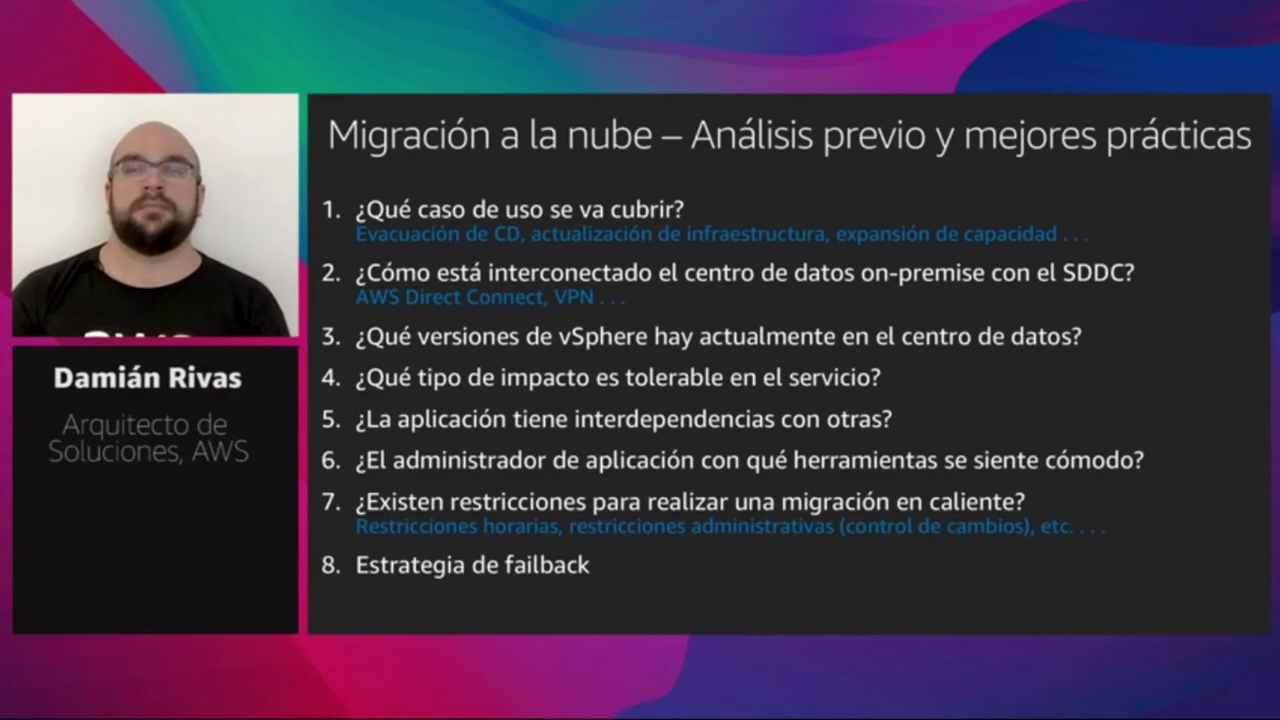 Migración a la nube – Análisis previo y mejores prácticas
1. ¿Qué caso de uso se va cubrir?
Evacuación de CD, actualización de infraestructura, expansión de capacidad . . .
2. ¿Cómo está interconectado el centro de datos on-premise con el SDDC?
AWS Direct Connect, VPN . . .
3. ¿Qué versiones de vSphere hay actualmente en el centro de datos?
4. ¿Qué tipo de impacto es tolerable en el servicio?
5. ¿La aplicación tiene interdependencias con otras?
6. ¿El administrador de aplicación con qué herramientas se siente cómodo?
7. ¿Existen restricciones para realizar una migración en caliente?
Restricciones horarias, restricciones administrativas (control de cambios), etc. . . .
8. Estrategia de failback
Damián Rivas
Arquitecto de
Soluciones, AWS